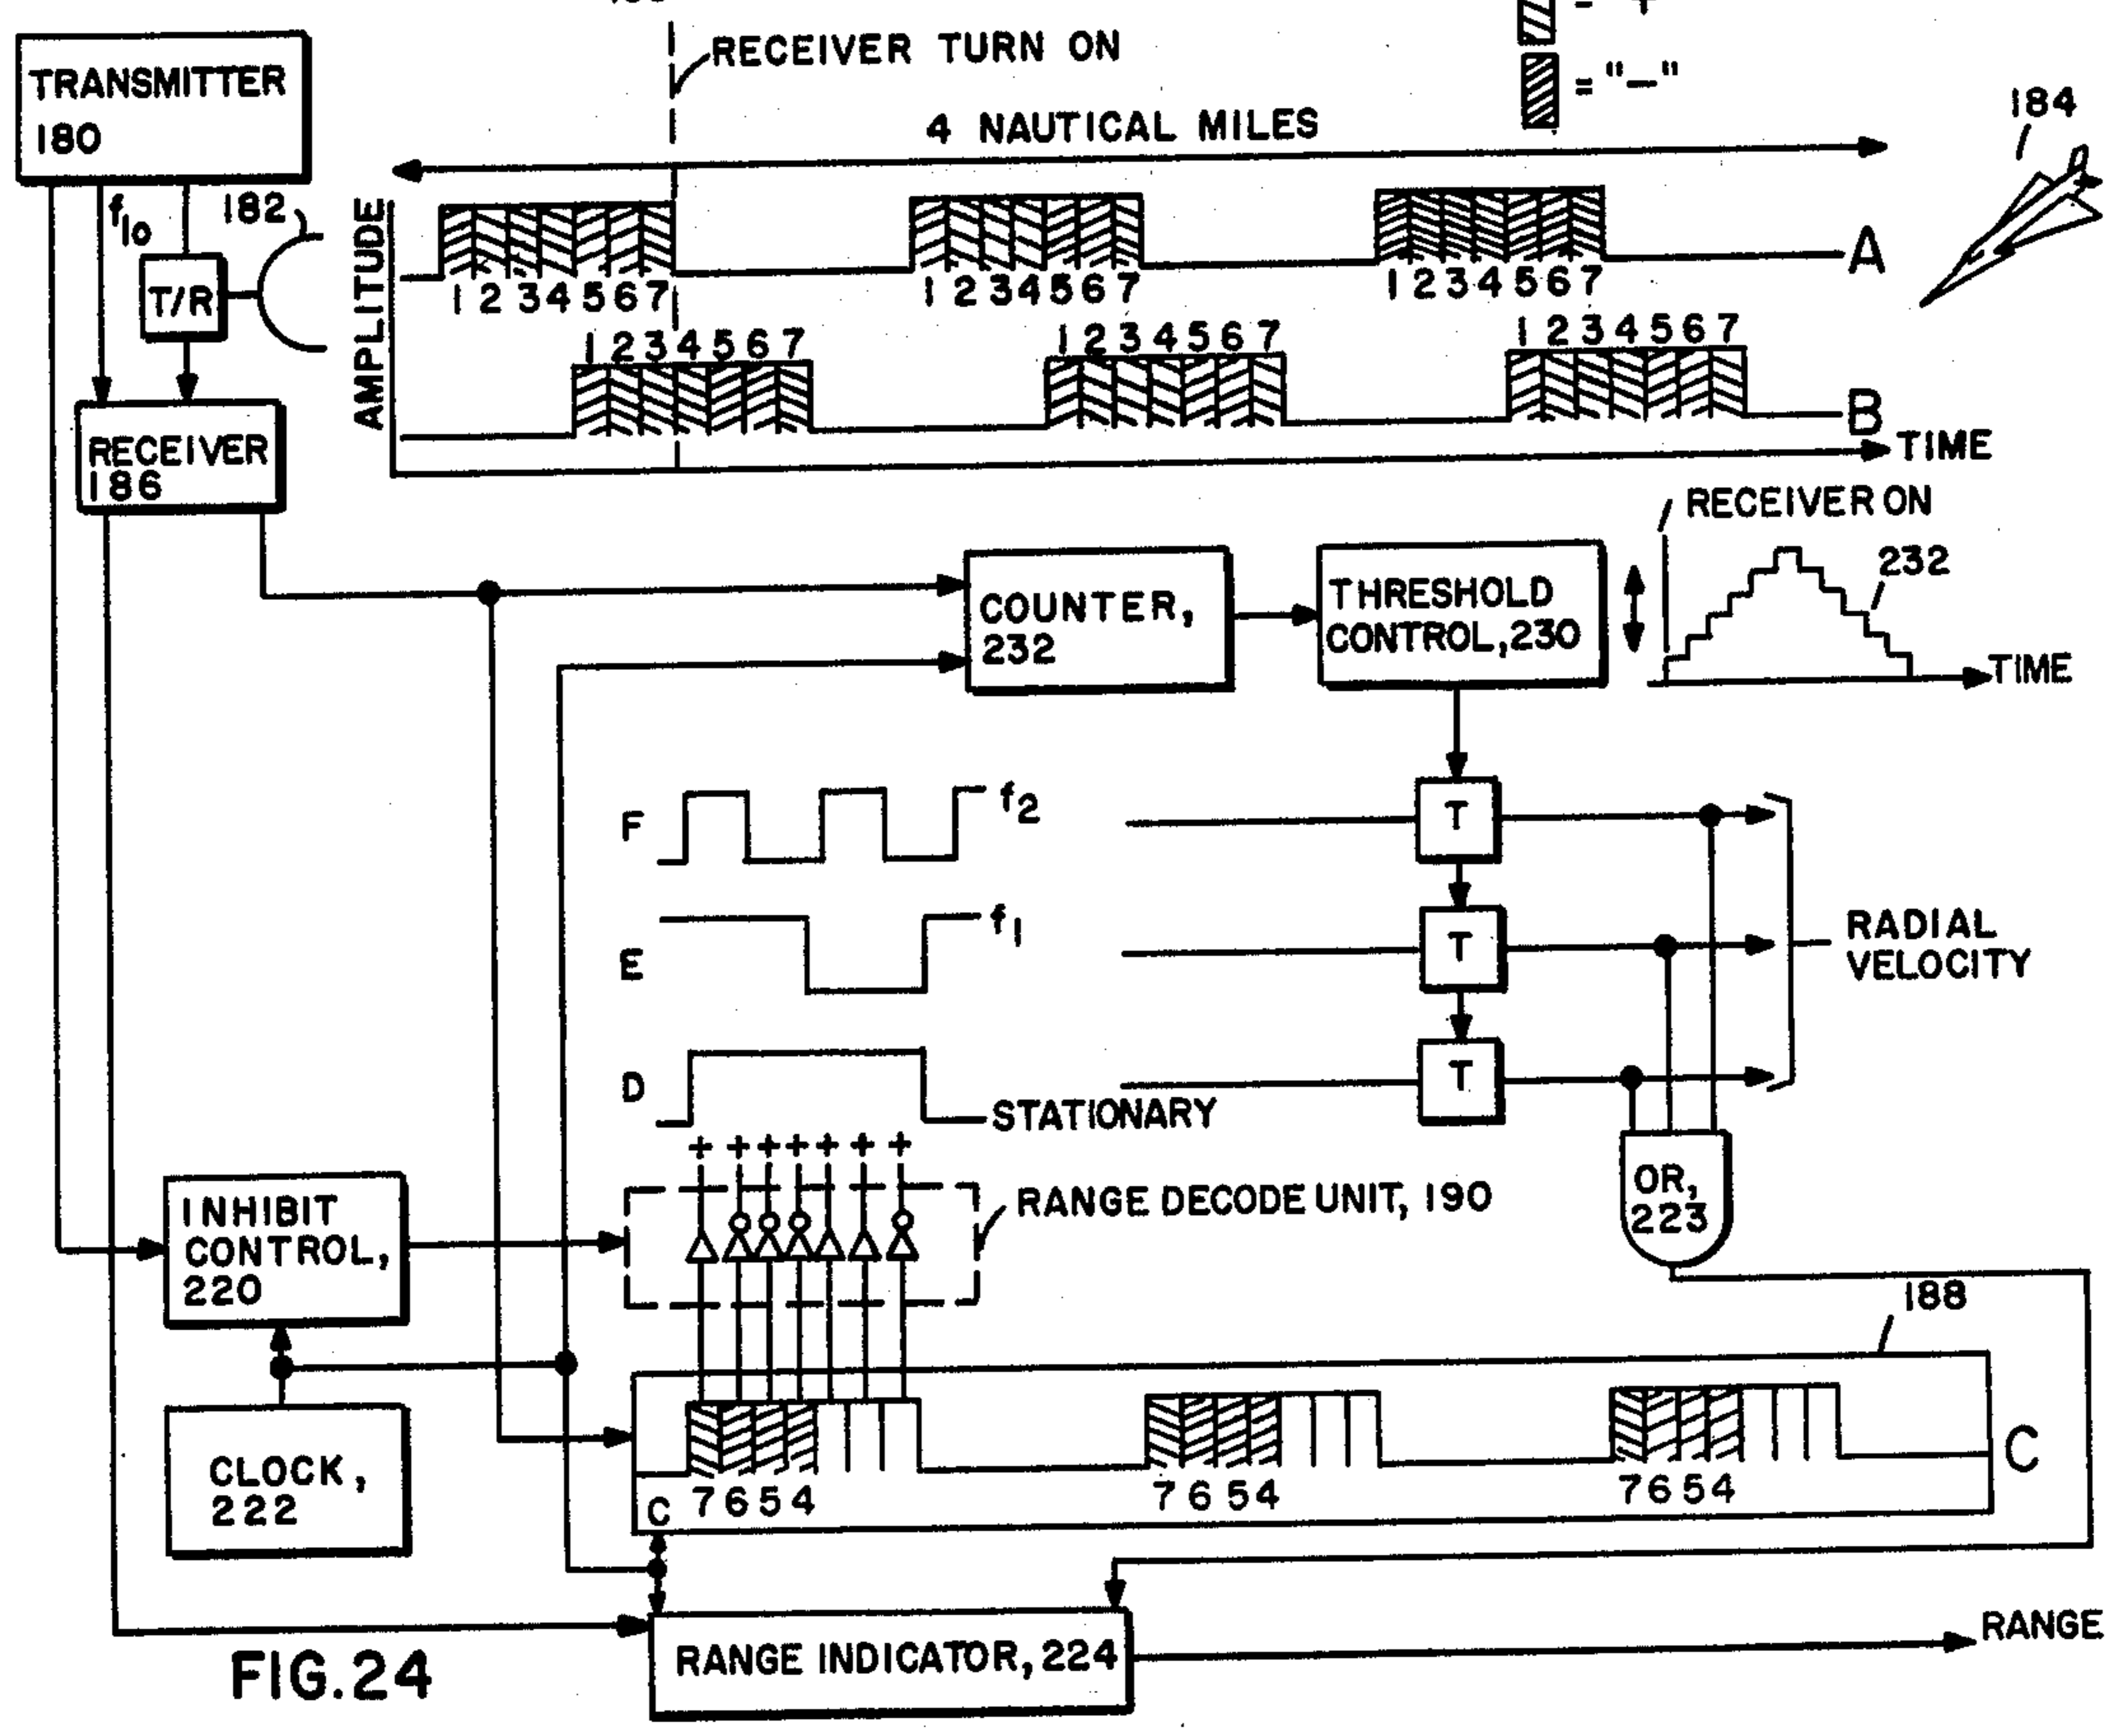 RECEIVER TURN ON
= "+"
= "—"
TRANSMITTER
180
4 NAUTICAL MILES
184
f10
182
T/R
AMPLITUDE
A
1 2 3 4 5 6 7
1 2 3 4 5 6 7
1 2 3 4 5 6 7
1 2 3 4 5 6 7
1 2 3 4 5 6 7
1 2 3 4 5 6 7
B
TIME
RECEIVER
186
RECEIVER ON
232
TIME
COUNTER,
232
THRESHOLD
CONTROL, 230
F
f2
T
E
f1
T
RADIAL
VELOCITY
D
STATIONARY
T
+ + + + + + +
OR,
223
INHIBIT
CONTROL,
220
RANGE DECODE UNIT, 190
188
CLOCK,
222
C
7 6 5 4
7 6 5 4
7 6 5 4
C
RANGE INDICATOR, 224
RANGE
FIG. 24